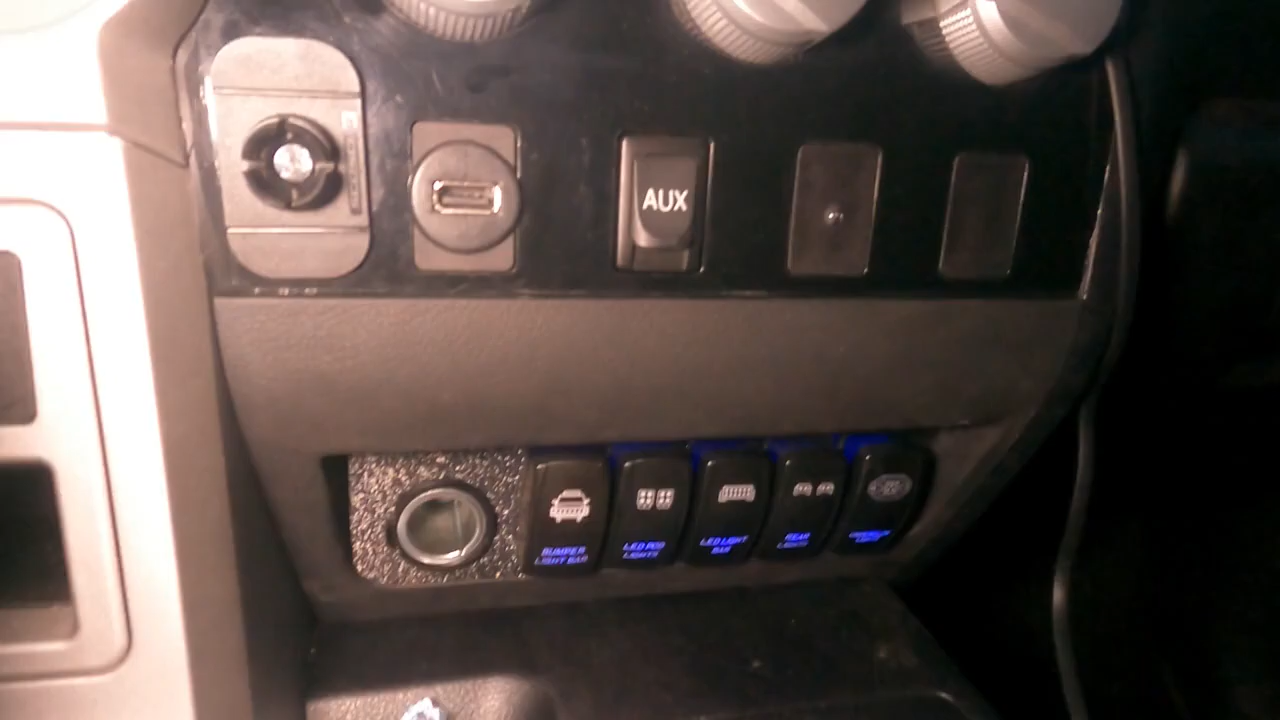 AUX
BUMPER
LIGHT BAR
LED POD
LIGHTS
LED LIGHT
BAR
REAR
LIGHTS